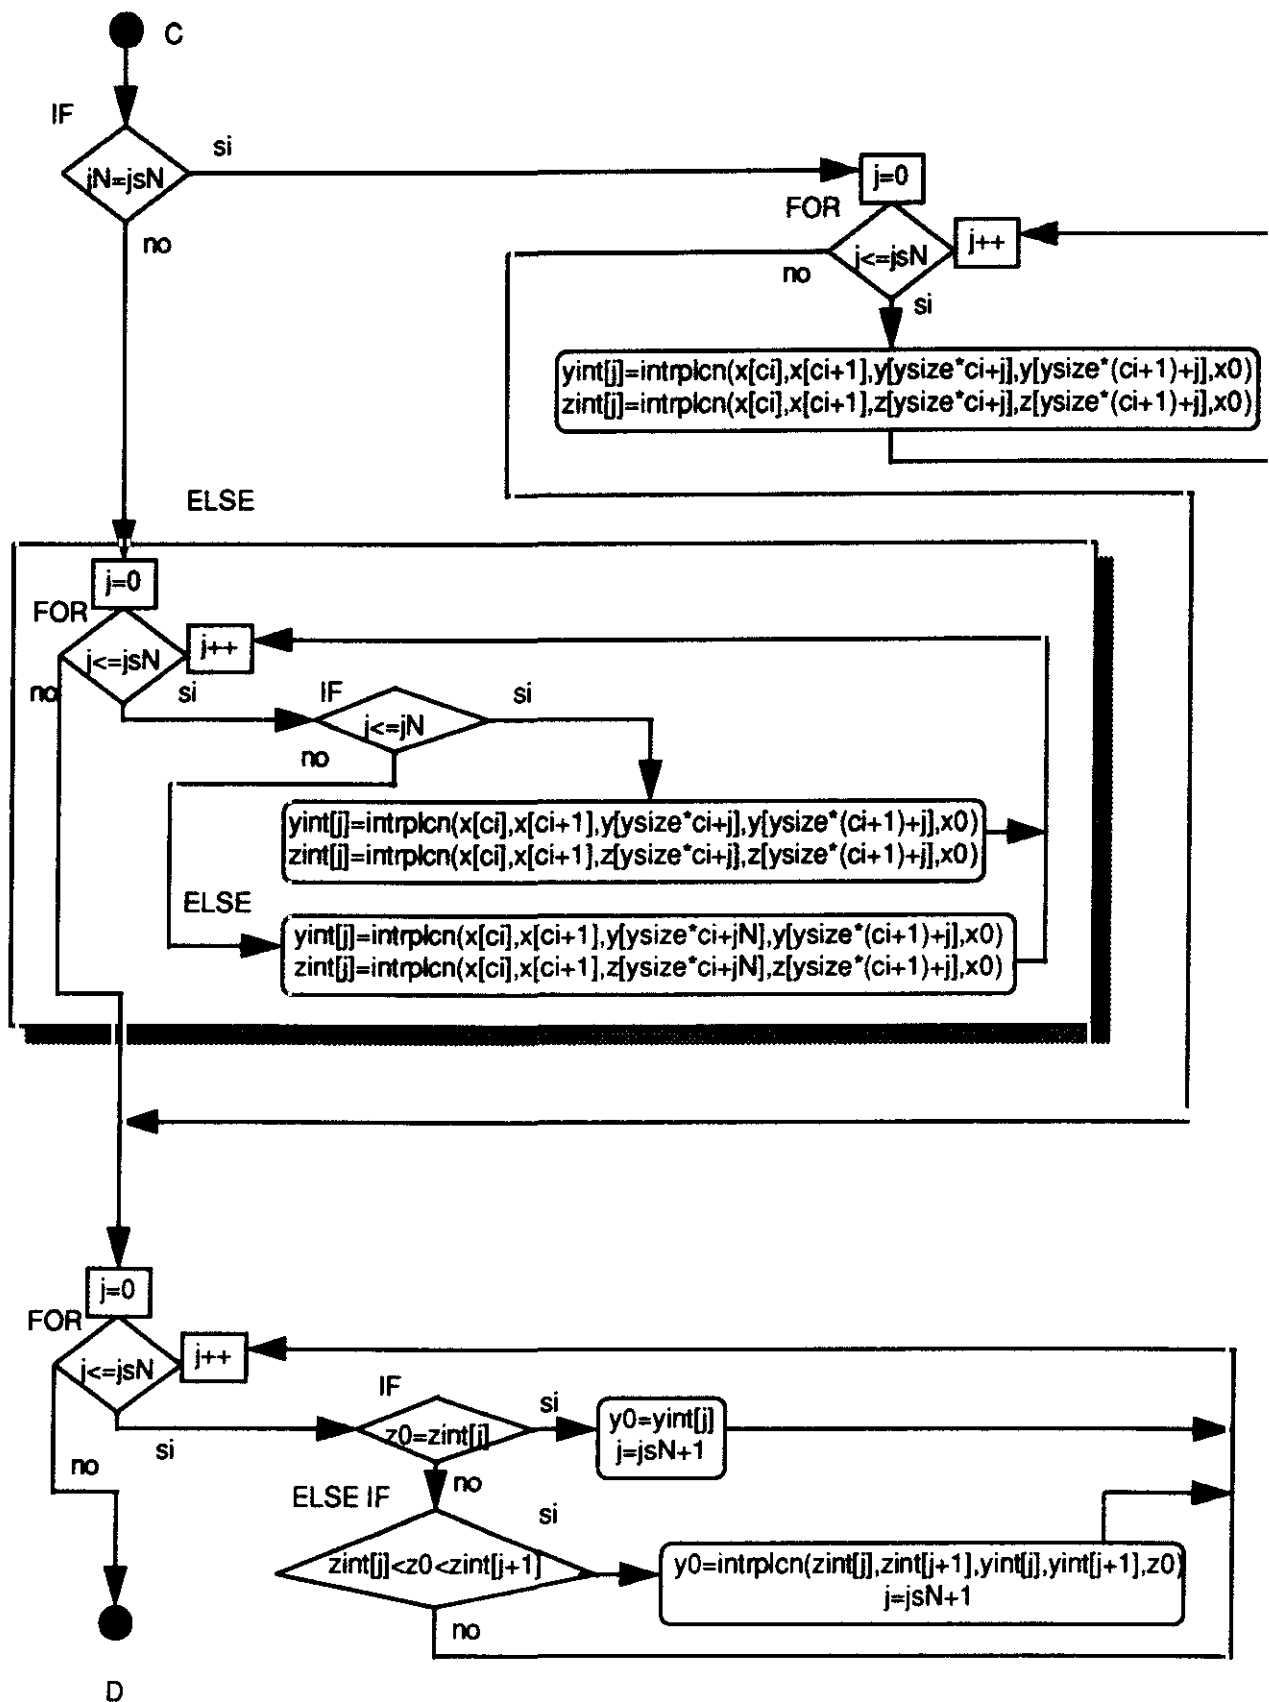 C
IF
jN=jsN
si
no
j=0
FOR
j<=jsN
j++
no
si
yint[j]=intrplcn(x[ci],x[ci+1],y[ysize*ci+j],y[ysize*(ci+1)+j],x0)
zint[j]=intrplcn(x[ci],x[ci+1],z[ysize*ci+j],z[ysize*(ci+1)+j],x0)
ELSE
j=0
FOR
j<=jsN
j++
no
si
IF
j<=jN
si
no
yint[j]=intrplcn(x[ci],x[ci+1],y[ysize*ci+j],y[ysize*(ci+1)+j],x0)
zint[j]=intrplcn(x[ci],x[ci+1],z[ysize*ci+j],z[ysize*(ci+1)+j],x0)
ELSE
yint[j]=intrplcn(x[ci],x[ci+1],y[ysize*ci+jN],y[ysize*(ci+1)+j],x0)
zint[j]=intrplcn(x[ci],x[ci+1],z[ysize*ci+jN],z[ysize*(ci+1)+j],x0)
j=0
FOR
j<=jsN
j++
si
no
IF
z0=zint[j]
si
y0=yint[j]
j=jsN+1
no
ELSE IF
si
zint[j]<z0<zint[j+1]
y0=intrplcn(zint[j],zint[j+1],yint[j],yint[j+1],z0)
j=jsN+1
no
D